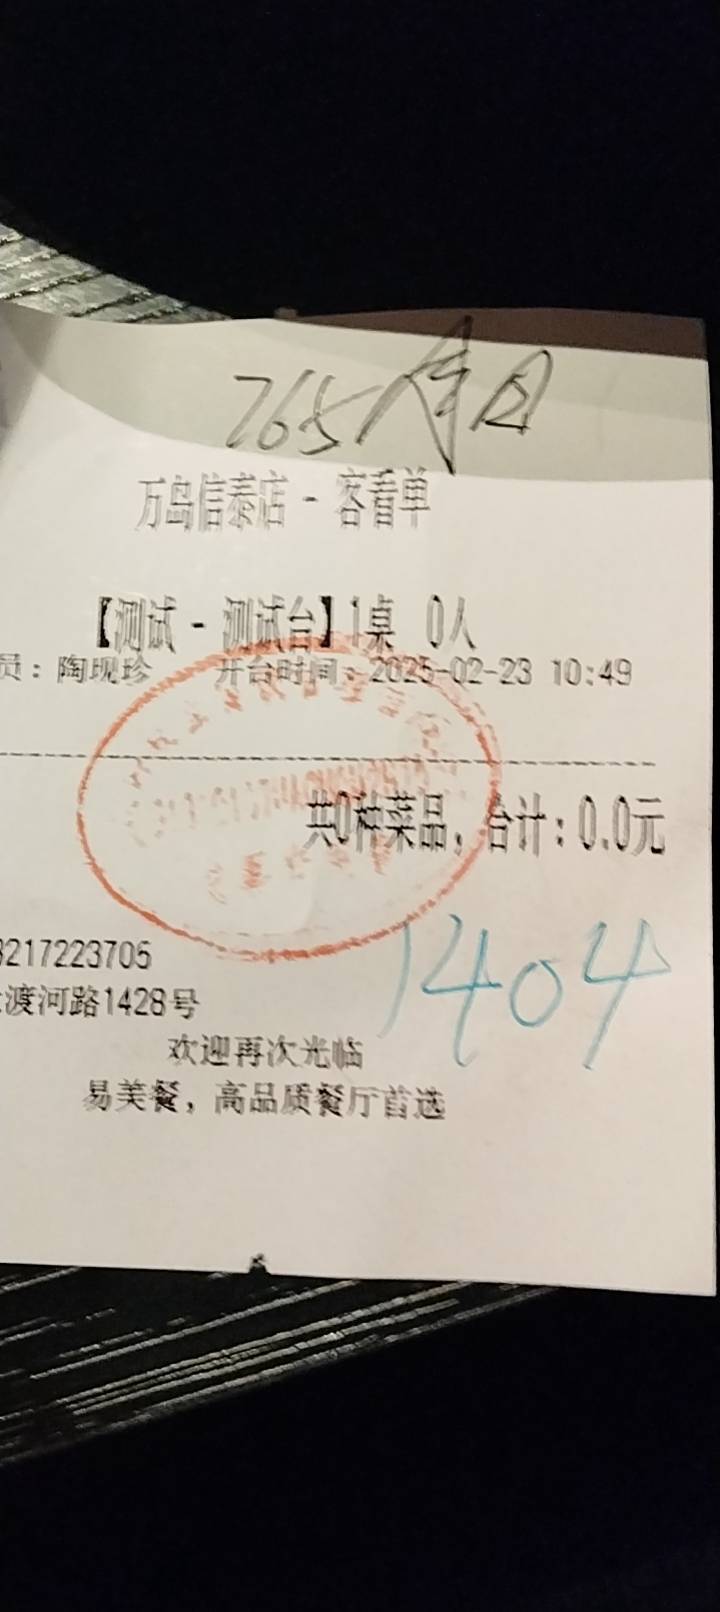 765
万岛信泰店 - 客看单
【测试 - 测试台】1桌 0人
员：陶现珍 开台时间：2025-02-23 10:49
共0种菜品，合计：0.0元
3217223705
渡河路1428号
1404
欢迎再次光临
易美餐，高品质餐厅首选